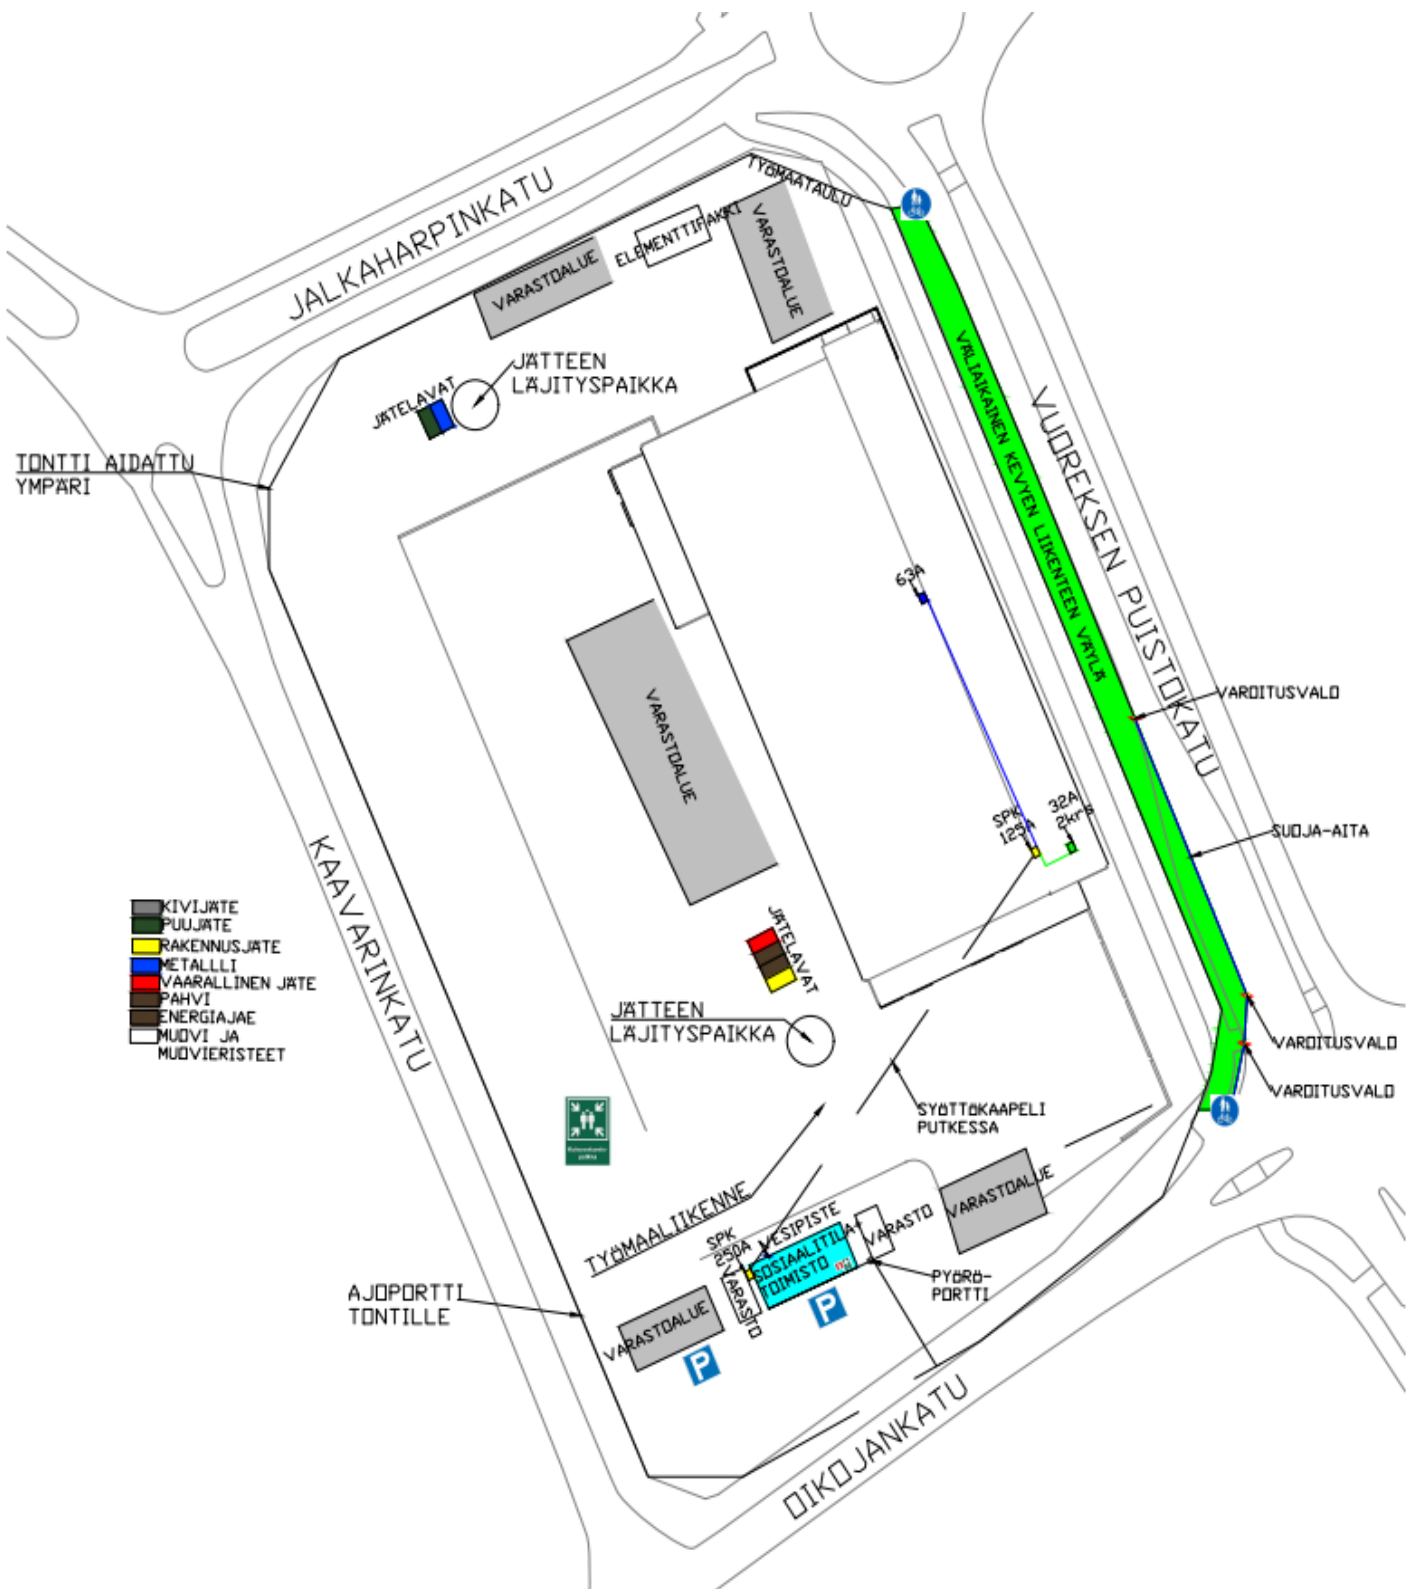 JALKAHARPINKATU
TYÖMAATAULU
ELEMENTTIPAKKI
VARASTOALUE
VARASTOALUE
JÄTTEEN
LÄJITYSPAIKKA
JÄTELAVAT
TONTTI AIDATTU
YMPÄRI
VÄLIAIKAINEN KEVYEN LIIKENTEEN VÄYLÄ
VUOREKSEN PUISTOKATU
63A
VARASTOALUE
VAROITUSVALO
SPK
125A
32A
2krs
SUOJA-AITA
KAAVARINKATU
KIVIJÄTE
PUUJÄTE
RAKENNUSJÄTE
METALLLI
VAARALLINEN JÄTE
PAHVI
ENERGIAJAE
MUOVI JA
MUOVIERISTEET
JÄTELAVAT
JÄTTEEN
LÄJITYSPAIKKA
VAROITUSVALO
VAROITUSVALO
SYÖTTÖKAAPELI
PUTKESSA
TYÖMAALIIKENNE
VARASTOALUE
SPK
250A
VESIPISTE
SOSIAALITILA+
TOIMISTO
VARASTO
VARASTO
PYÖRÖ-
PORTTI
AJOPORTTI
TONTILLE
VARASTOALUE
P
P
OIKOJANKATU